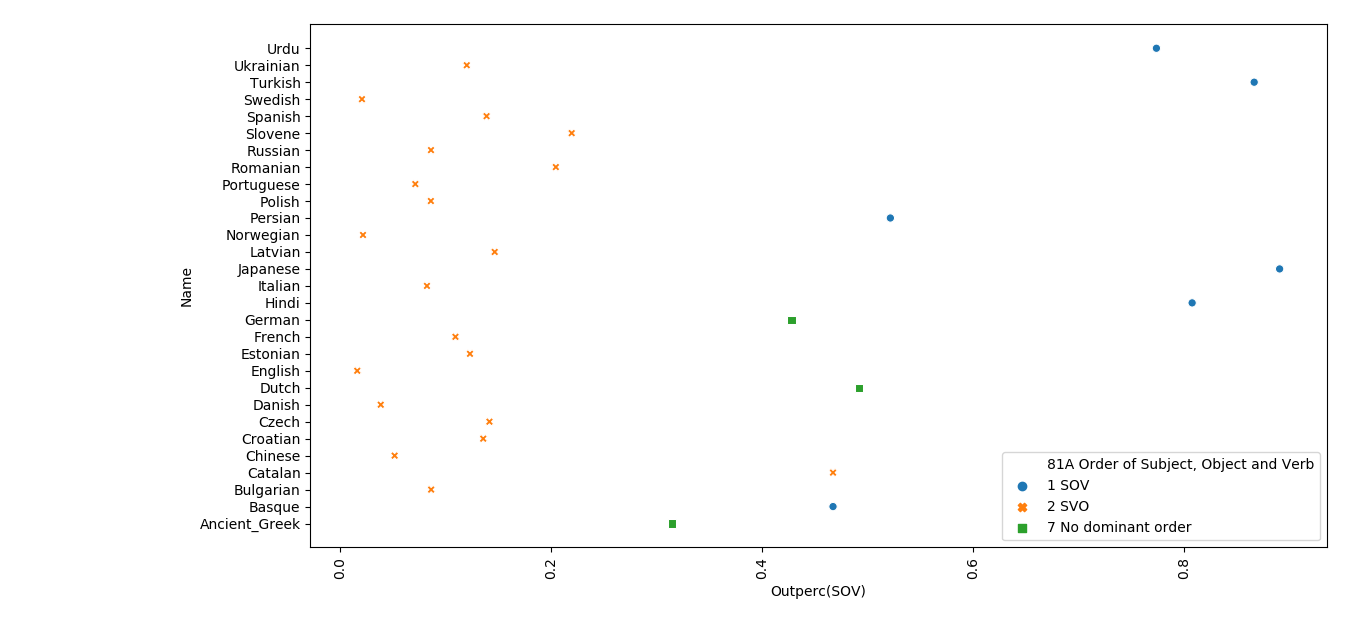 Urdu
Ukrainian
Turkish
Swedish
Spanish
Slovene
Russian
Romanian
Portuguese
Polish
Persian
Norwegian
Latvian
Japanese
Italian
Hindi
German
French
Estonian
English
Dutch
Danish
Czech
Croatian
Chinese
Catalan
Bulgarian
Basque
Ancient_Greek
Name
81A Order of Subject, Object and Verb
1 SOV
2 SVO
7 No dominant order
0.0
0.2
0.4
0.6
0.8
Outperc(SOV)